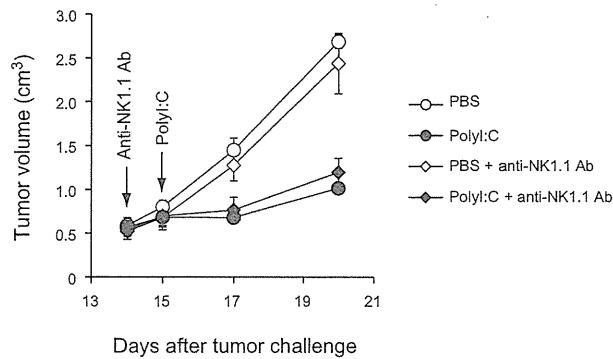 Tumor volume (cm³)
3.0
2.5
2.0
1.5
1.0
0.5
0
13
15
17
19
21
Days after tumor challenge
Anti-NK1.1 Ab
PolyI:C
PBS
PolyI:C
PBS + anti-NK1.1 Ab
PolyI:C + anti-NK1.1 Ab